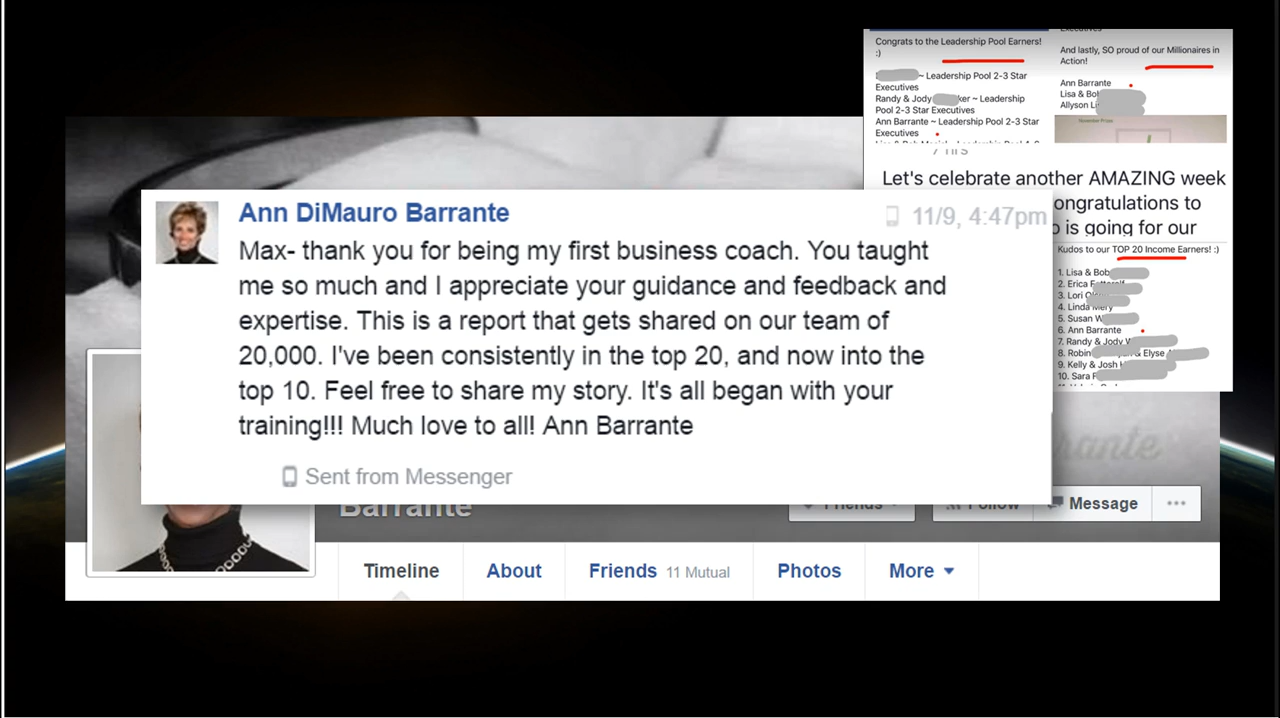 Congrats to the Leadership Pool Earners!
:)
~ Leadership Pool 2-3 Star
Executives
Randy & Jody ker ~ Leadership
Pool 2-3 Star Executives
Ann Barrante ~ Leadership Pool 2-3 Star
Executives
And lastly, SO proud of our Millionaires in
Action!
Ann Barrante
Lisa &
Allyson
7 hrs
Let's celebrate another AMAZING week
ongratulations to
is going for our
Kudos to our TOP 20 Income Earners! :)
1. Lisa & Bob
2. Erica
3. Lori
4. Linda
5. Susan W
6. Ann Barrante
7. Randy & Jody
8. Robin & Elyse
9. Kelly & Josh
10. Sara
Ann DiMauro Barrante
11/9, 4:47pm
Max- thank you for being my first business coach. You taught
me so much and I appreciate your guidance and feedback and
expertise. This is a report that gets shared on our team of
20,000. I've been consistently in the top 20, and now into the
top 10. Feel free to share my story. It's all began with your
training!!! Much love to all! Ann Barrante
Sent from Messenger
Barrante
Friends
Follow
Message
...
Timeline
About
Friends 11 Mutual
Photos
More